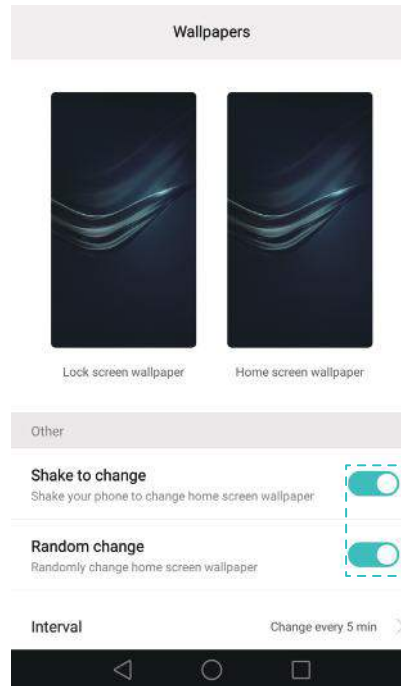 Wallpapers
Lock screen wallpaper
Home screen wallpaper
Other
Shake to change
Shake your phone to change home screen wallpaper
Random change
Randomly change home screen wallpaper
Interval
Change every 5 min